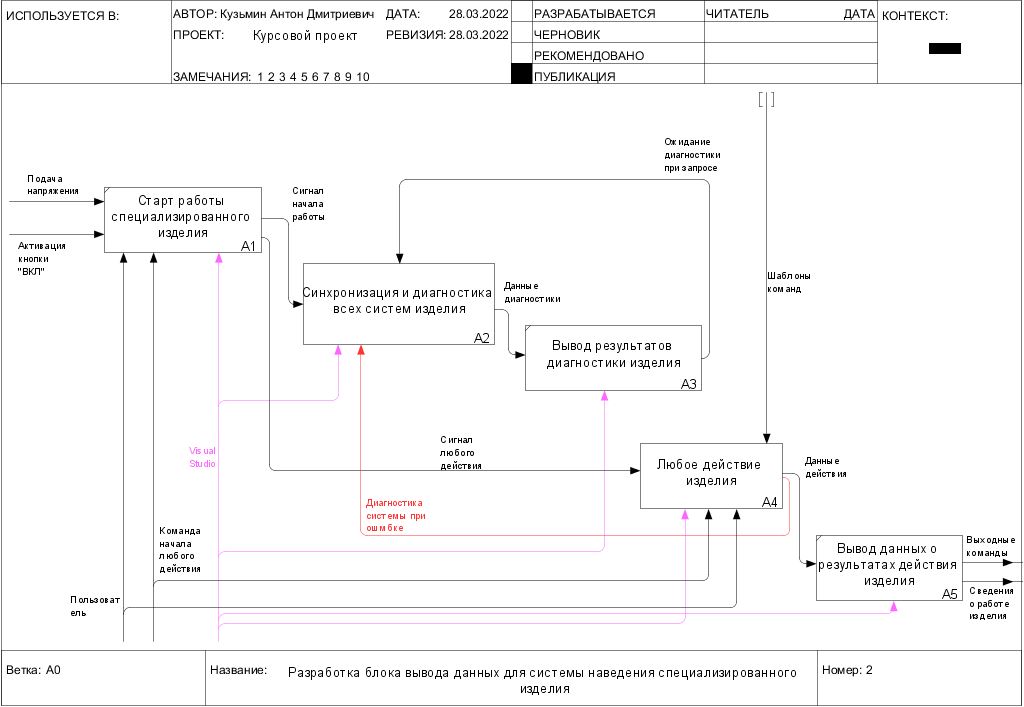 ИСПОЛЬЗУЕТСЯ В:
АВТОР: Кузьмин Антон Дмитриевич
ДАТА: 28.03.2022
ПРОЕКТ: Курсовой проект
РЕВИЗИЯ: 28.03.2022
ЗАМЕЧАНИЯ: 1 2 3 4 5 6 7 8 9 10
РАЗРАБАТЫВАЕТСЯ
ЧЕРНОВИК
РЕКОМЕНДОВАНО
ПУБЛИКАЦИЯ
ЧИТАТЕЛЬ
ДАТА
КОНТЕКСТ:
Подача
напряжения
Активация
кнопки
"ВКЛ"
Старт работы
специализированного
изделия
A1
Сигнал
начала
работы
Синхронизация и диагностика
всех систем изделия
A2
Данные
диагностики
Ожидание
диагностики
при запросе
Вывод результатов
диагностики изделия
A3
Шаблоны
команд
Visual
Studio
Сигнал
любого
действия
Любое действие
изделия
A4
Данные
действия
Диагностика
системы при
ошмбке
Команда
начала
любого
действия
Пользоват
ель
Вывод данных о
результатах действия
изделия
A5
Выходные
команды
Сведения
о работе
изделия
Ветка: A0
Название:
Разработка блока вывода данных для системы наведения специализированного
изделия
Номер: 2